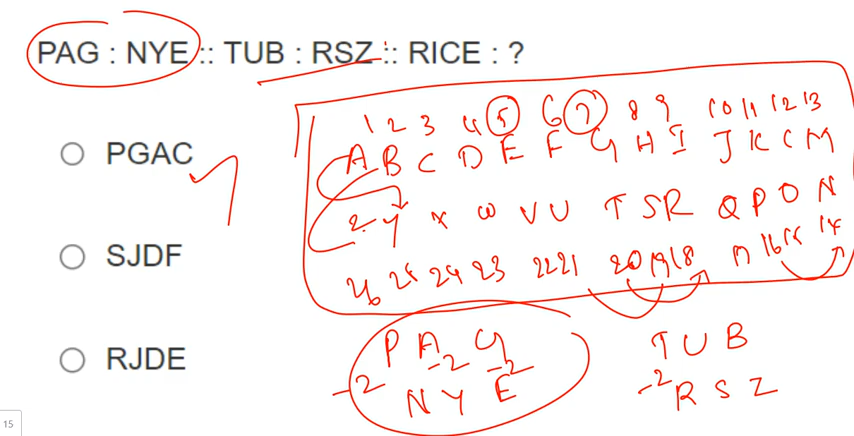 PAG : NYE :: TUB : RSZ :: RICE : ?
1 2 3 4 5 6 7 8 9 10 11 12 13
PGAC
A B C D E F G H I J K L M
Z Y X W V U T S R Q P O N
SJDF
26 25 24 23 22 21 20 19 18 17 16 15 14
P A G T U B
RJDE
-2 -2 -2 -2
N Y E R S Z
15